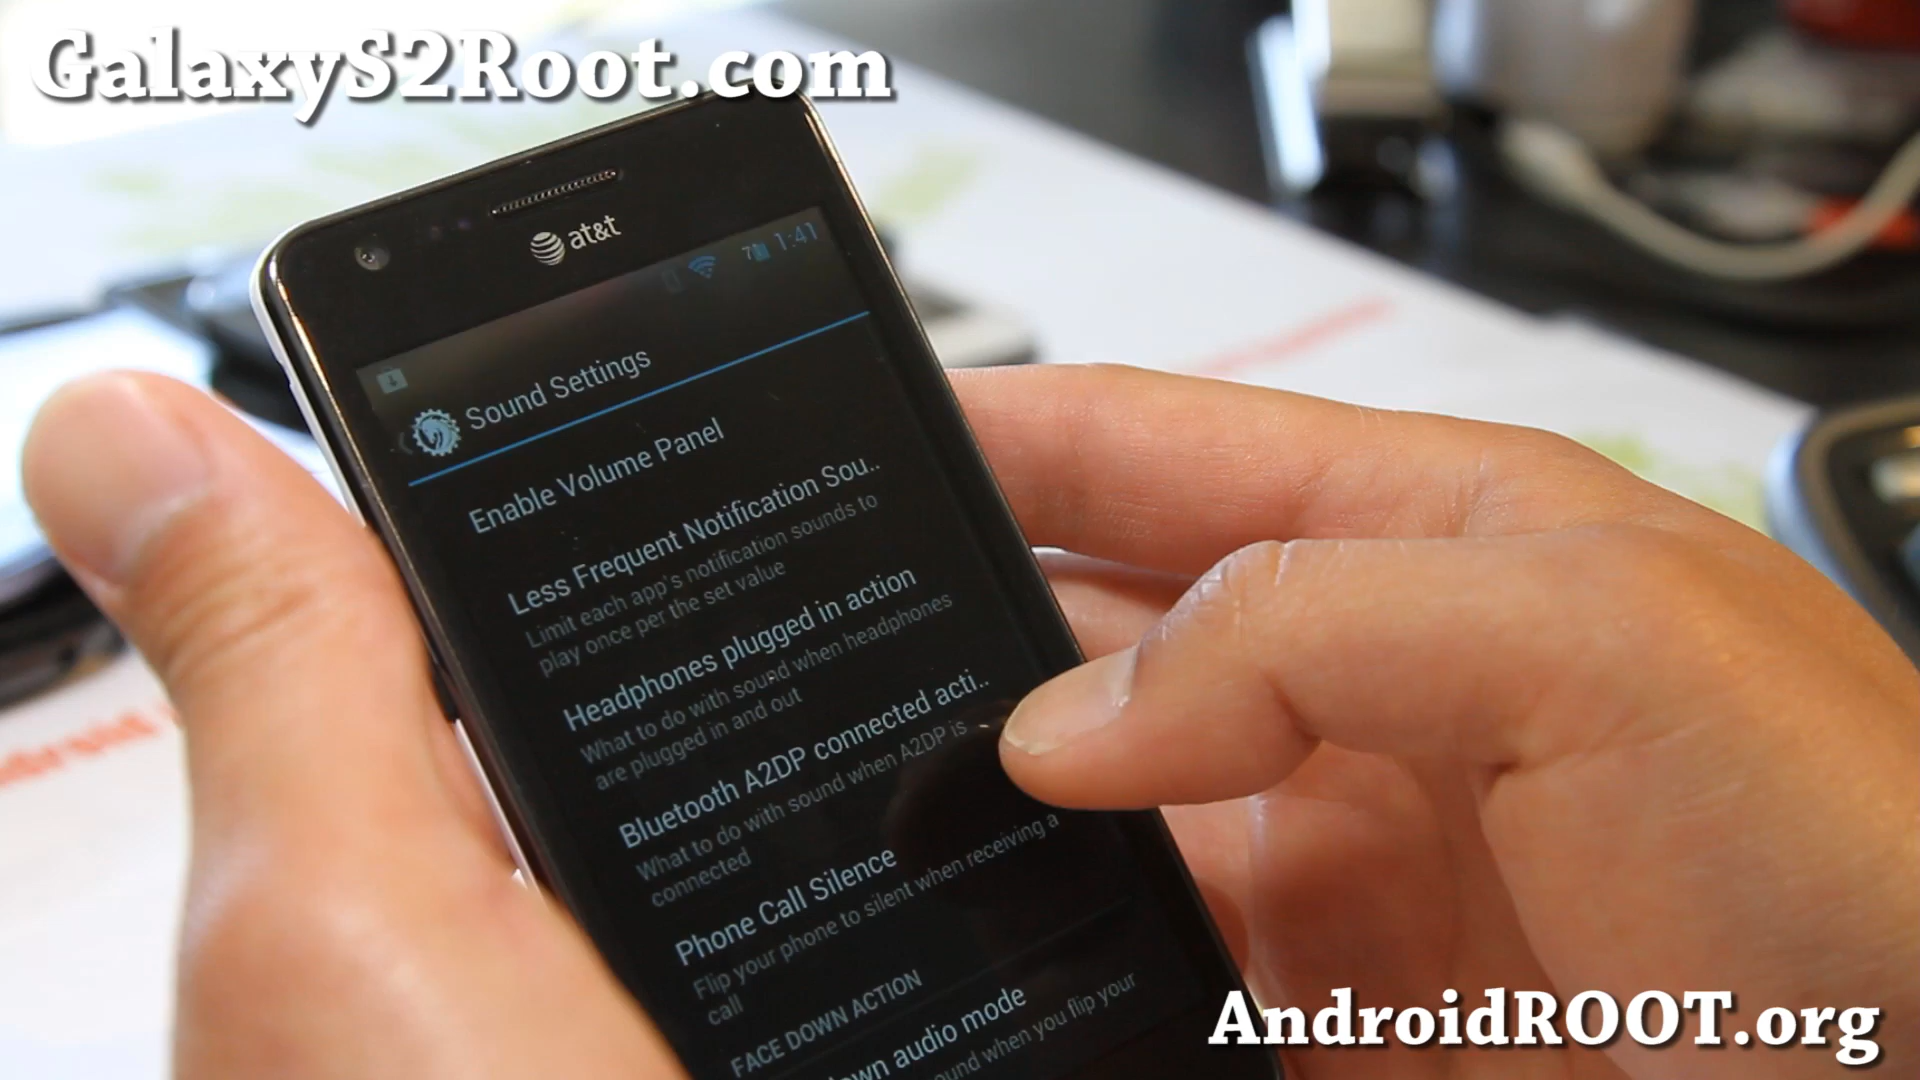 GalaxyS2Root.com
at&t
7 1:41
Sound Settings
Enable Volume Panel
Less Frequent Notification Sou..
Limit each app's notification sounds to
play once per the set value
Headphones plugged in action
What to do with sound when headphones
are plugged in and out
Bluetooth A2DP connected acti..
What to do with sound when A2DP is
connected
Phone Call Silence
Flip your phone to silent when receiving a
call
FACE DOWN ACTION
own audio mode
ound when you flip your
AndroidROOT.org